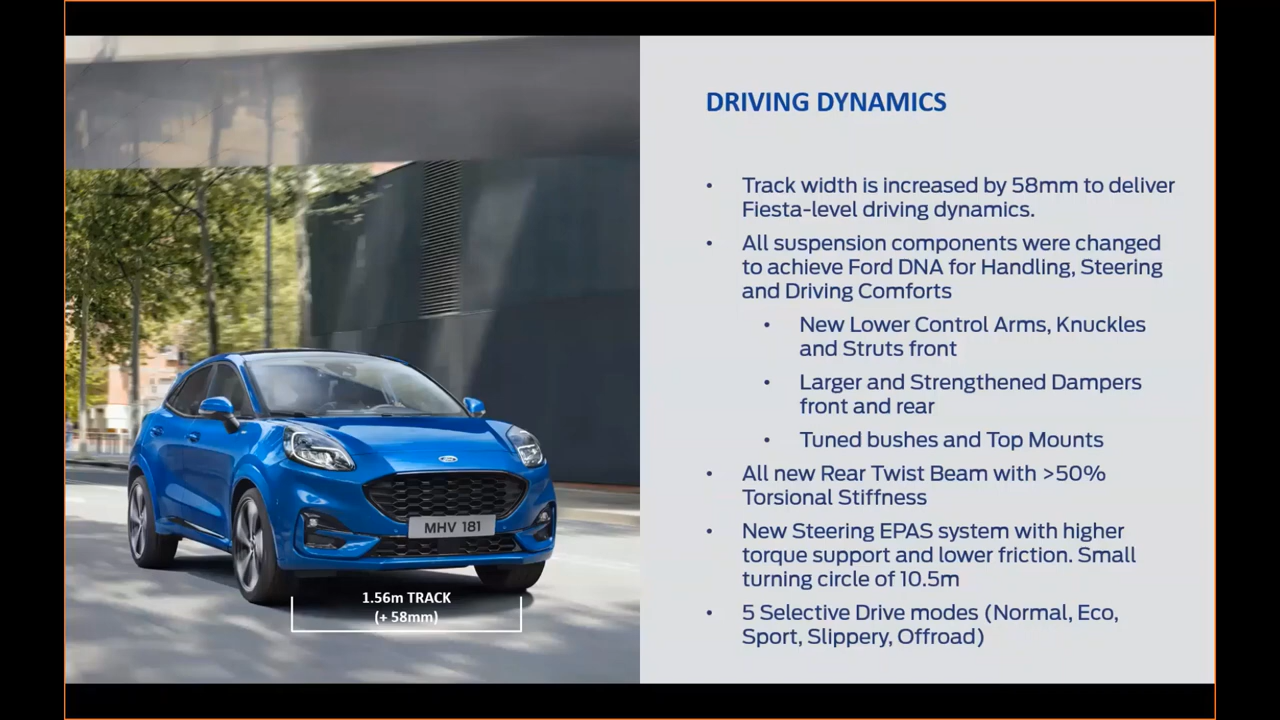 DRIVING DYNAMICS
• Track width is increased by 58mm to deliver
Fiesta-level driving dynamics.
• All suspension components were changed
to achieve Ford DNA for Handling, Steering
and Driving Comforts
• New Lower Control Arms, Knuckles
and Struts front
• Larger and Strengthened Dampers
front and rear
• Tuned bushes and Top Mounts
• All new Rear Twist Beam with >50%
Torsional Stiffness
• New Steering EPAS system with higher
torque support and lower friction. Small
turning circle of 10.5m
• 5 Selective Drive modes (Normal, Eco,
Sport, Slippery, Offroad)
Ford
MHV 181
1.56m TRACK
(+ 58mm)